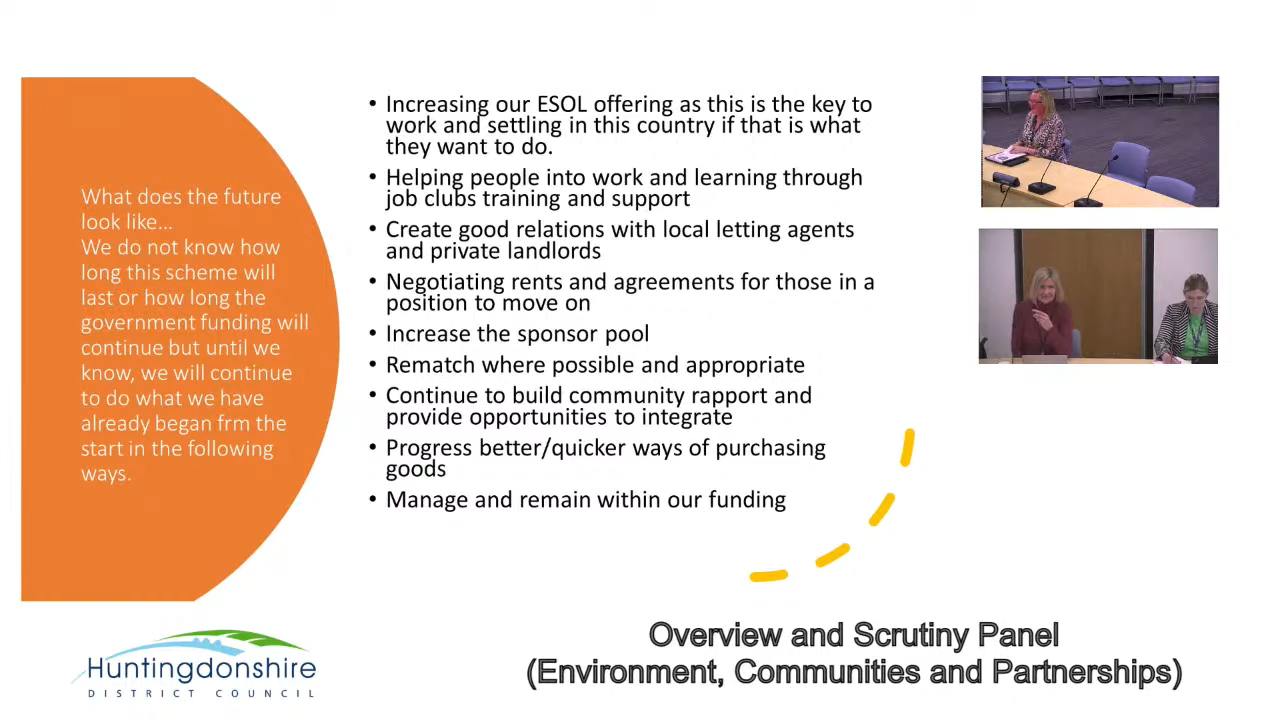 What does the future
look like...
We do not know how
long this scheme will
last or how long the
government funding will
continue but until we
know, we will continue
to do what we have
already began frm the
start in the following
ways.
• Increasing our ESOL offering as this is the key to
work and settling in this country if that is what
they want to do.
• Helping people into work and learning through
job clubs training and support
• Create good relations with local letting agents
and private landlords
• Negotiating rents and agreements for those in a
position to move on
• Increase the sponsor pool
• Rematch where possible and appropriate
• Continue to build community rapport and
provide opportunities to integrate
• Progress better/quicker ways of purchasing
goods
• Manage and remain within our funding
Huntingdonshire
DISTRICT COUNCIL
Overview and Scrutiny Panel
(Environment, Communities and Partnerships)